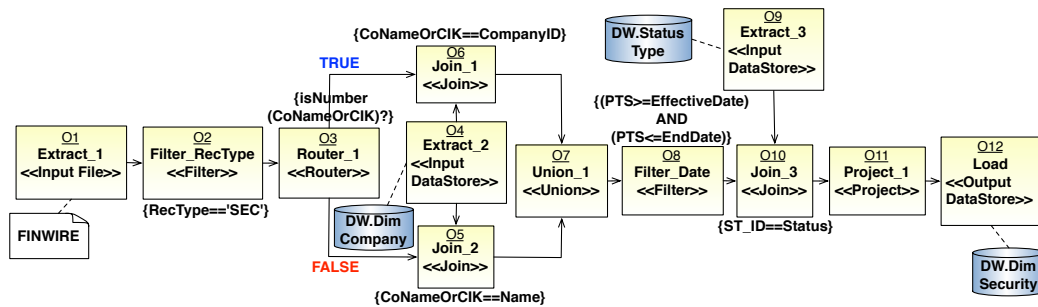 O1
Extract_1
<<Input File>>
FINWIRE
O2
Filter_RecType
<<Filter>>
{RecType=='SEC'}
{isNumber
(CoNameOrCIK)?}
O3
Router_1
<<Router>>
TRUE
FALSE
{CoNameOrCIK==CompanyID}
O6
Join_1
<<Join>>
O4
Extract_2
<<Input
DataStore>>
DW.Dim
Company
O5
Join_2
<<Join>>
{CoNameOrCIK==Name}
O7
Union_1
<<Union>>
{(PTS>=EffectiveDate)
AND
(PTS<=EndDate)}
O8
Filter_Date
<<Filter>>
DW.Status
Type
O9
Extract_3
<<Input
DataStore>>
O10
Join_3
<<Join>>
{ST_ID==Status}
O11
Project_1
<<Project>>
O12
Load
<<Output
DataStore>>
DW.Dim
Security